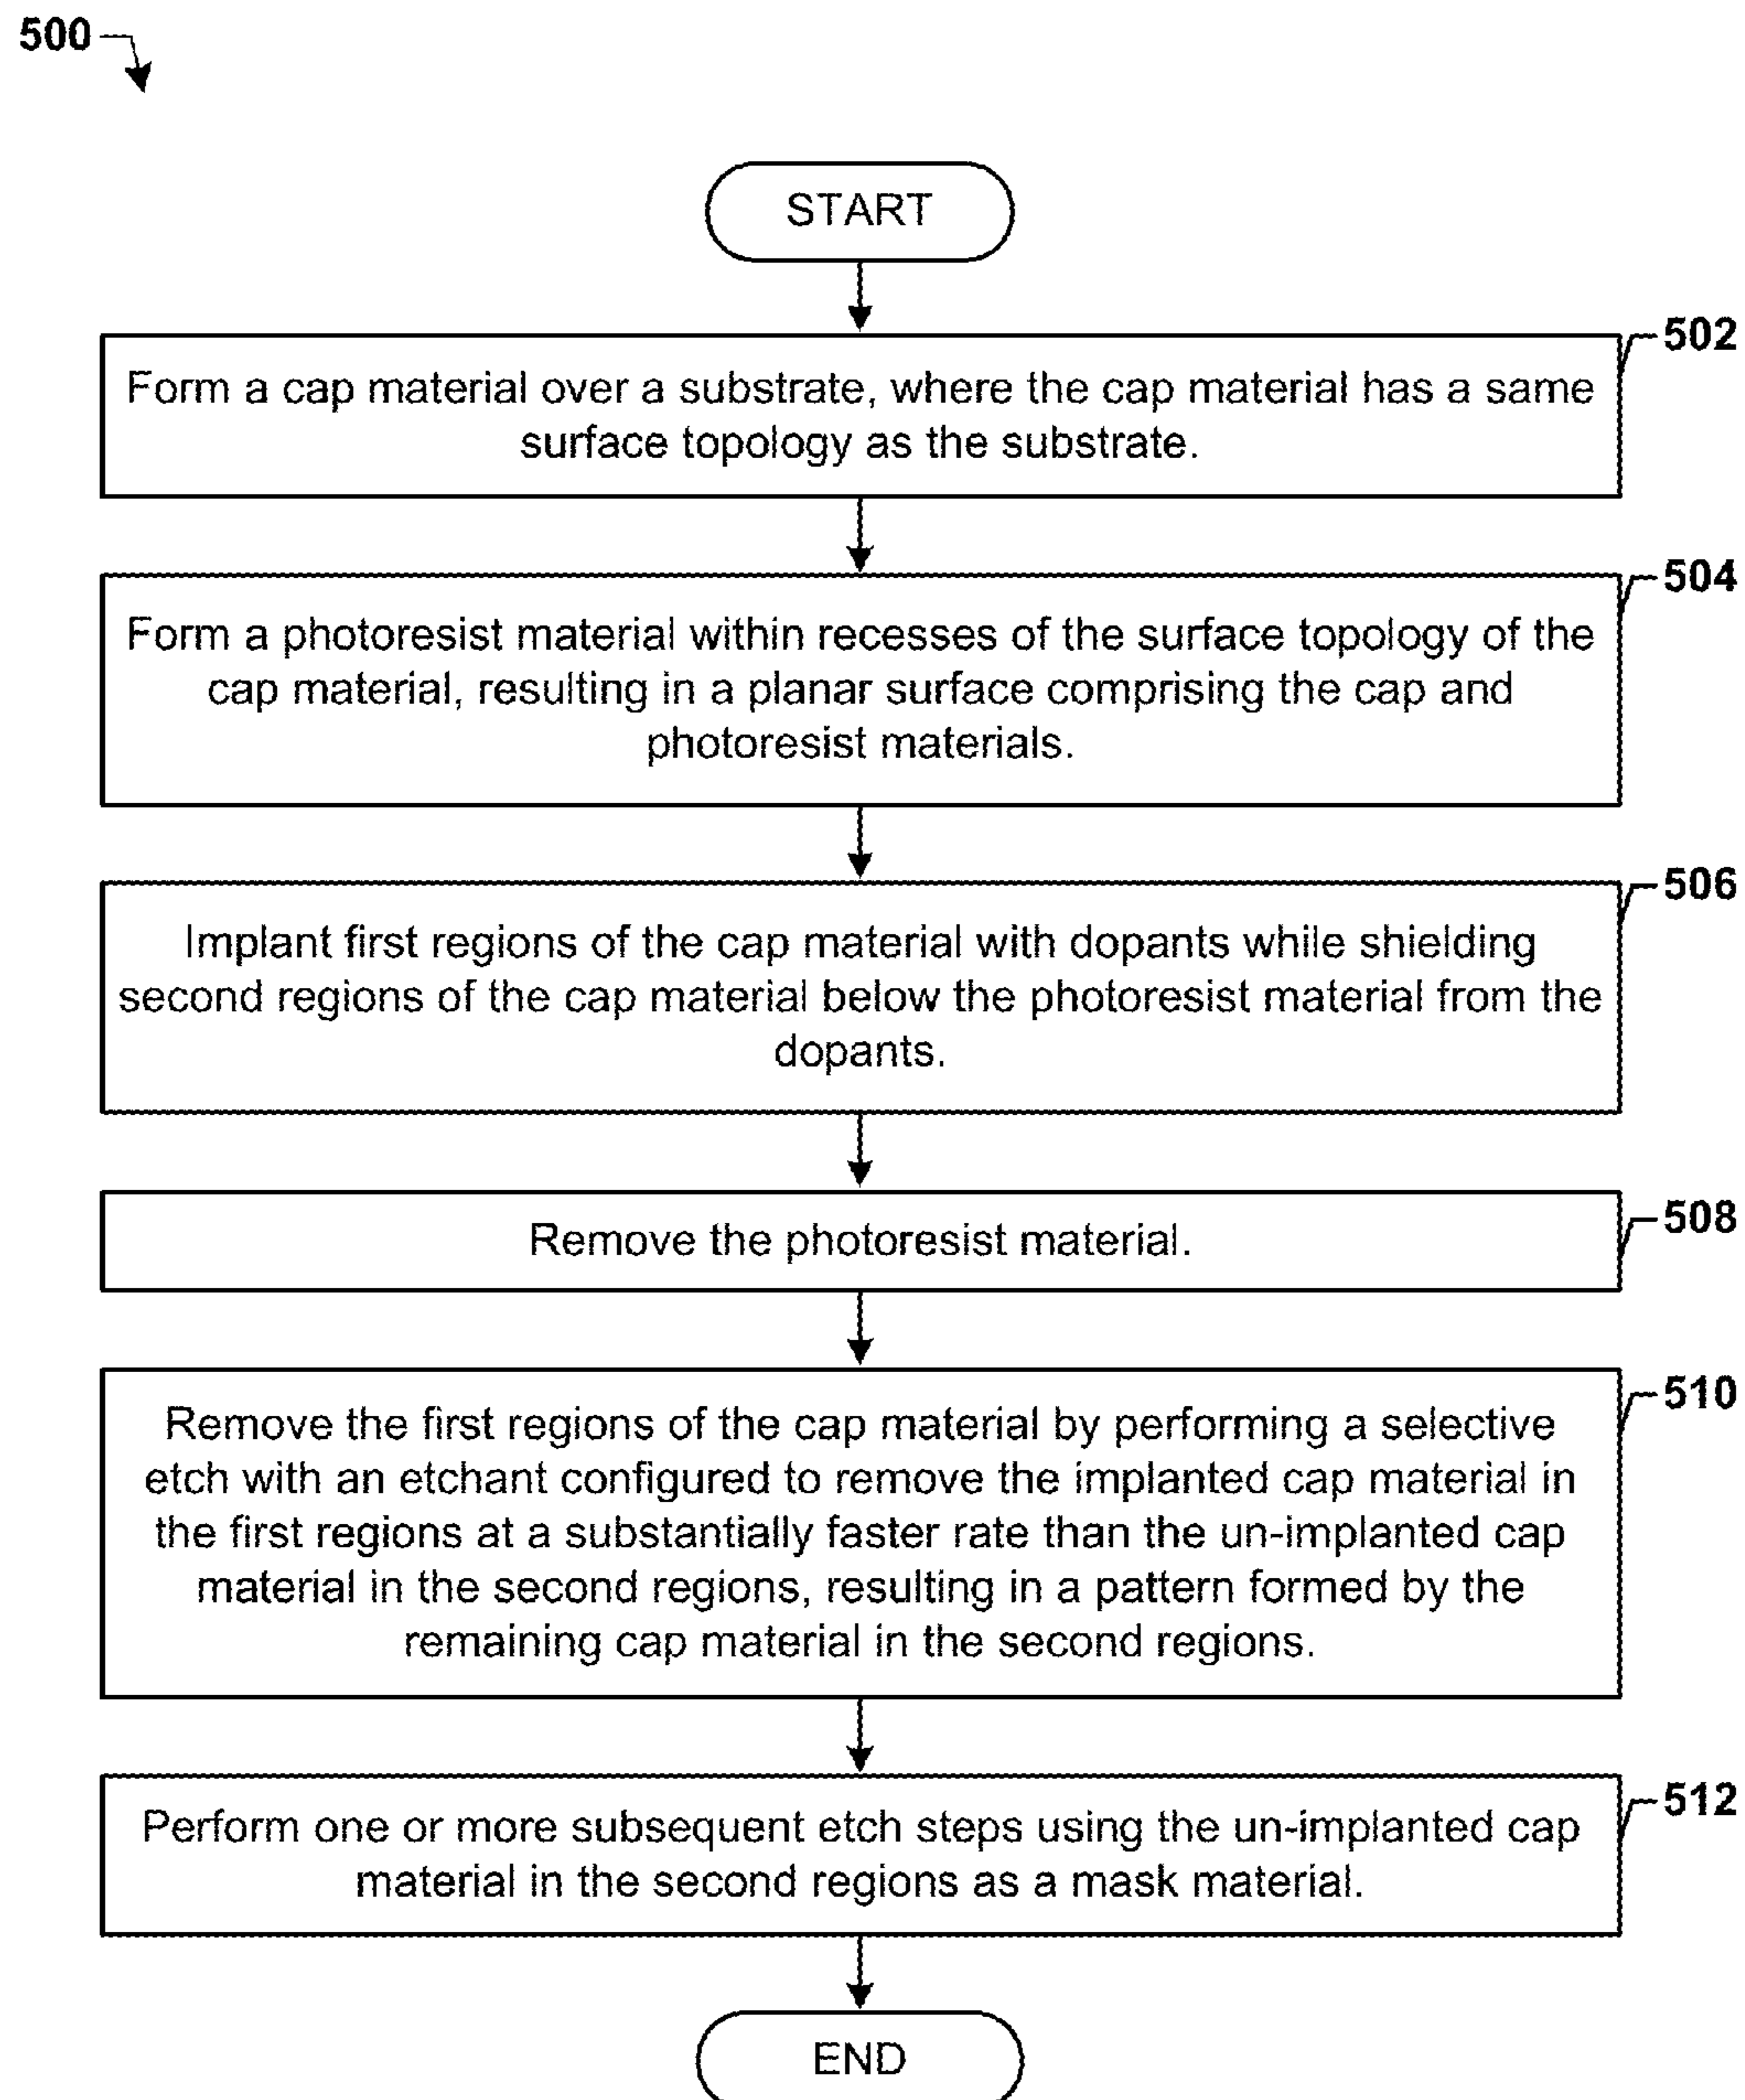 500
START
502
Form a cap material over a substrate, where the cap material has a same
surface topology as the substrate.
504
Form a photoresist material within recesses of the surface topology of the
cap material, resulting in a planar surface comprising the cap and
photoresist materials.
506
Implant first regions of the cap material with dopants while shielding
second regions of the cap material below the photoresist material from the
dopants.
508
Remove the photoresist material.
510
Remove the first regions of the cap material by performing a selective
etch with an etchant configured to remove the implanted cap material in
the first regions at a substantially faster rate than the un-implanted cap
material in the second regions, resulting in a pattern formed by the
remaining cap material in the second regions.
512
Perform one or more subsequent etch steps using the un-implanted cap
material in the second regions as a mask material.
END